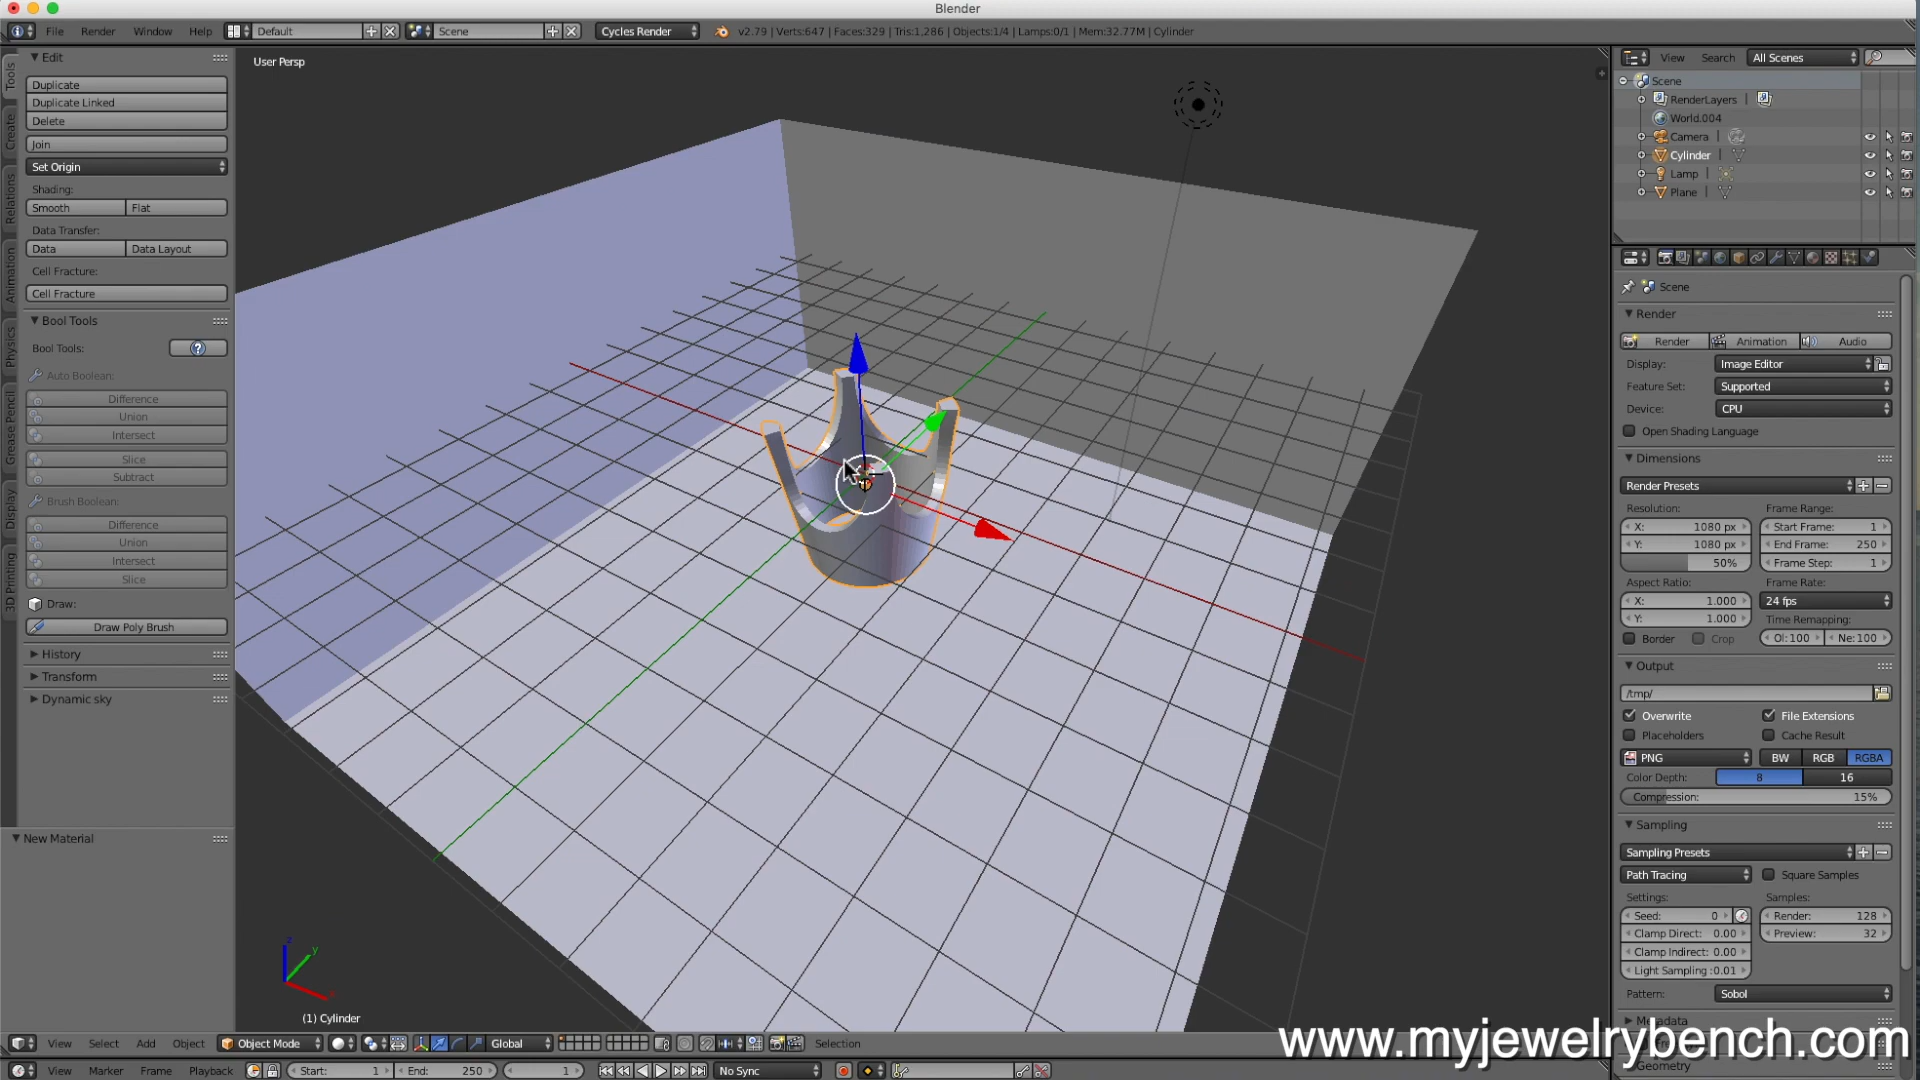 Blender
File Render Window Help Default Scene Cycles Render v2.79 | Verts:647 | Faces:329 | Tris:1,286 | Objects:1/4 | Lamps:0/1 | Mem:32.77M | Cylinder
Tools
Create
Relations
Animation
Physics
Grease Pencil
Display
3D Printing
Edit
Duplicate
Duplicate Linked
Delete
Join
Set Origin
Shading:
Smooth Flat
Data Transfer:
Data Data Layout
Cell Fracture:
Cell Fracture
Bool Tools
Bool Tools:
Auto Boolean:
Difference
Union
Intersect
Slice
Subtract
Brush Boolean:
Difference
Union
Intersect
Slice
Draw:
Draw Poly Brush
History
Transform
Dynamic sky
New Material
User Persp
z
y
x
(1) Cylinder
View Search All Scenes
Scene
RenderLayers |
World.004
Camera |
Cylinder |
Lamp |
Plane |
Scene
Render
Render Animation Audio
Display: Image Editor
Feature Set: Supported
Device: CPU
Open Shading Language
Dimensions
Render Presets
Resolution: Frame Range:
X: 1080 px Start Frame: 1
Y: 1080 px End Frame: 250
50% Frame Step: 1
Aspect Ratio: Frame Rate:
X: 1.000 24 fps
Y: 1.000 Time Remapping:
Border Crop Ol:100 Ne:100
Output
/tmp/
Overwrite File Extensions
Placeholders Cache Result
PNG BW RGB RGBA
Color Depth: 8 16
Compression: 15%
Sampling
Sampling Presets
Path Tracing Square Samples
Settings: Samples:
Seed: 0 Render: 128
Clamp Direct: 0.00 Preview: 32
Clamp Indirect: 0.00
Light Sampling :0.01
Pattern: Sobol
Metadata
Geometry
View Select Add Object Object Mode Global Selection
www.myjewelrybench.com
View Marker Frame Playback Start: 1 End: 250 1 No Sync